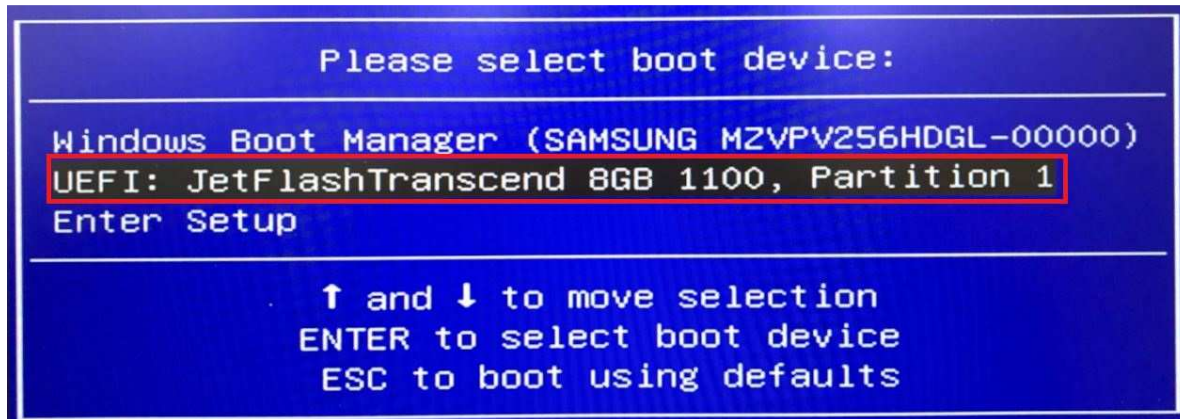 Please select boot device:
Windows Boot Manager (SAMSUNG MZVPV256HDGL-00000)
UEFI: JetFlashTranscend 8GB 1100, Partition 1
Enter Setup
↑ and ↓ to move selection
ENTER to select boot device
ESC to boot using defaults